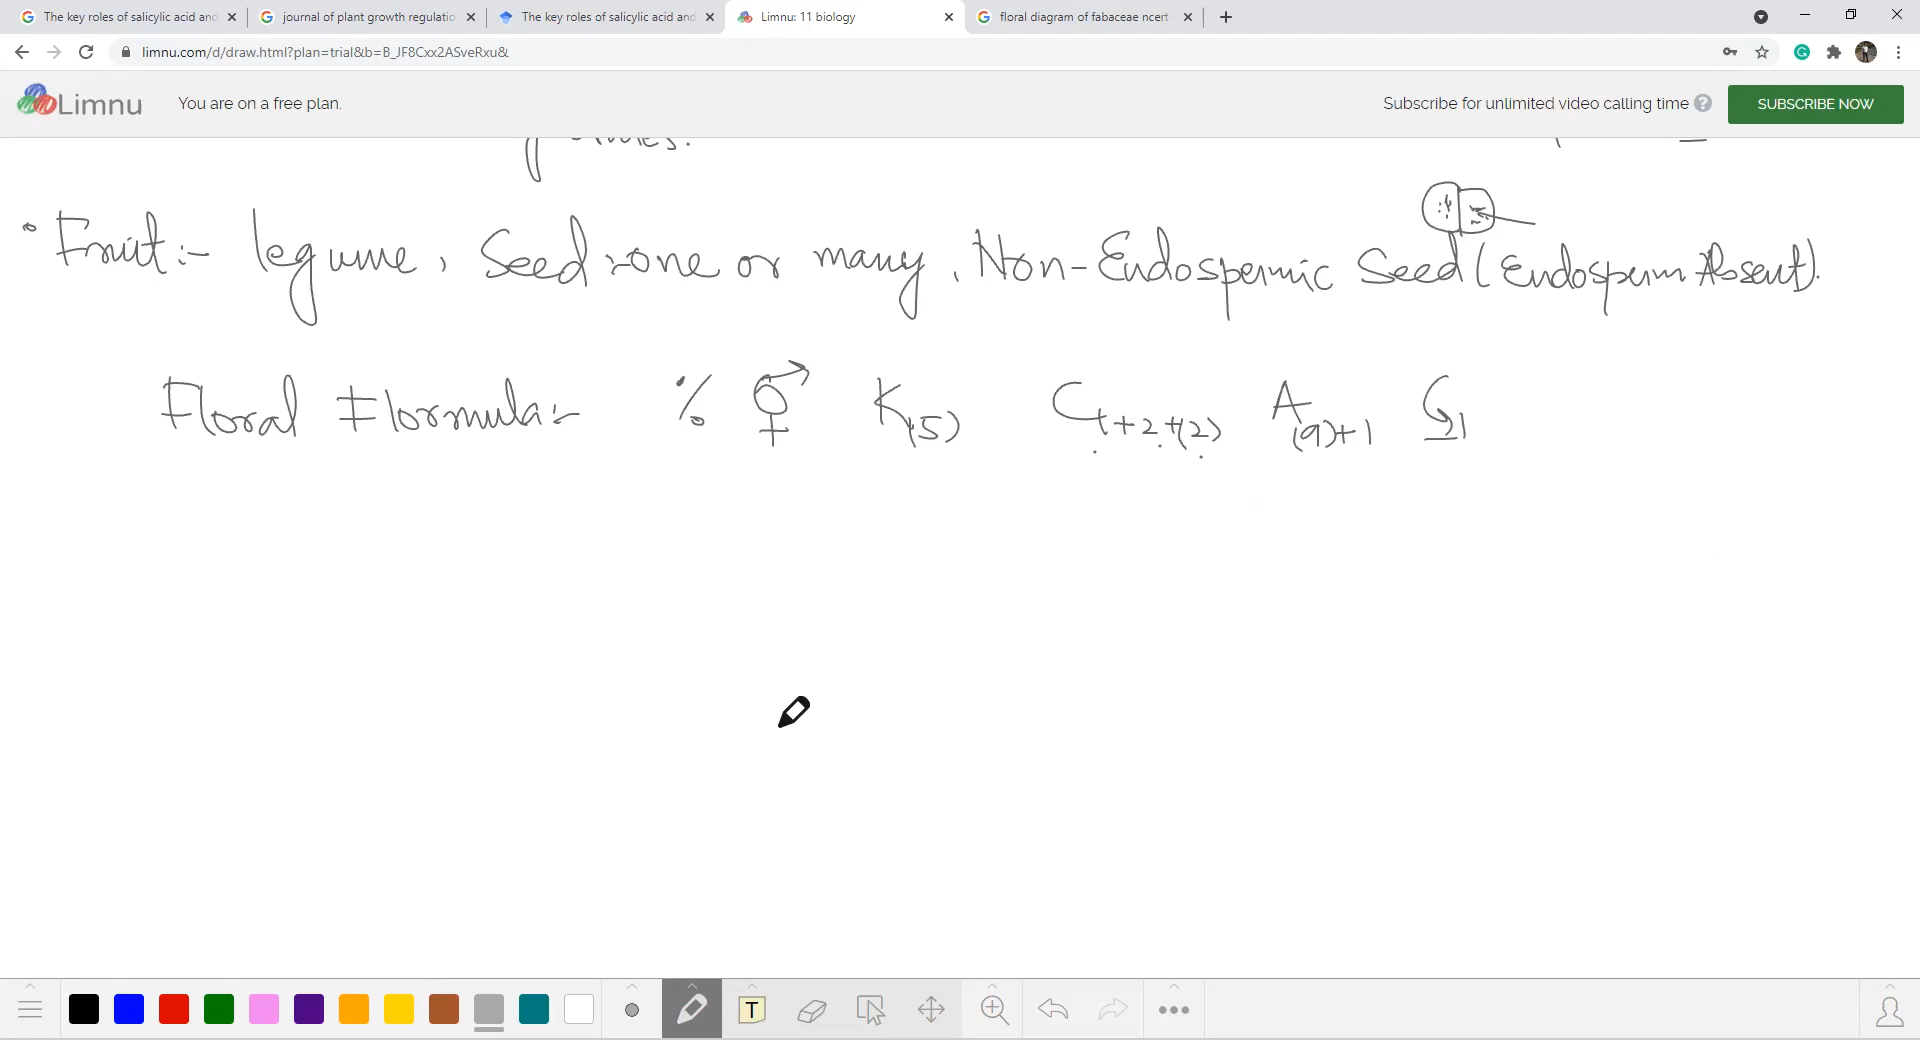 The key roles of salicylic acid and
journal of plant growth regulatio
The key roles of salicylic acid and
Limnu: 11 biology
floral diagram of fabaceae ncert
limnu.com/d/draw.html?plan=trial&b=B_JF8Cxx2ASveRxu&
Limnu
You are on a free plan.
Subscribe for unlimited video calling time ?
SUBSCRIBE NOW
• Fruit:- legume, Seed :- one or many, Non-Endospermic Seed (Endosperm Absent).
Floral Flormula:- % ⚥ K(5) C1+2+(2) A(9)+1 G1
T